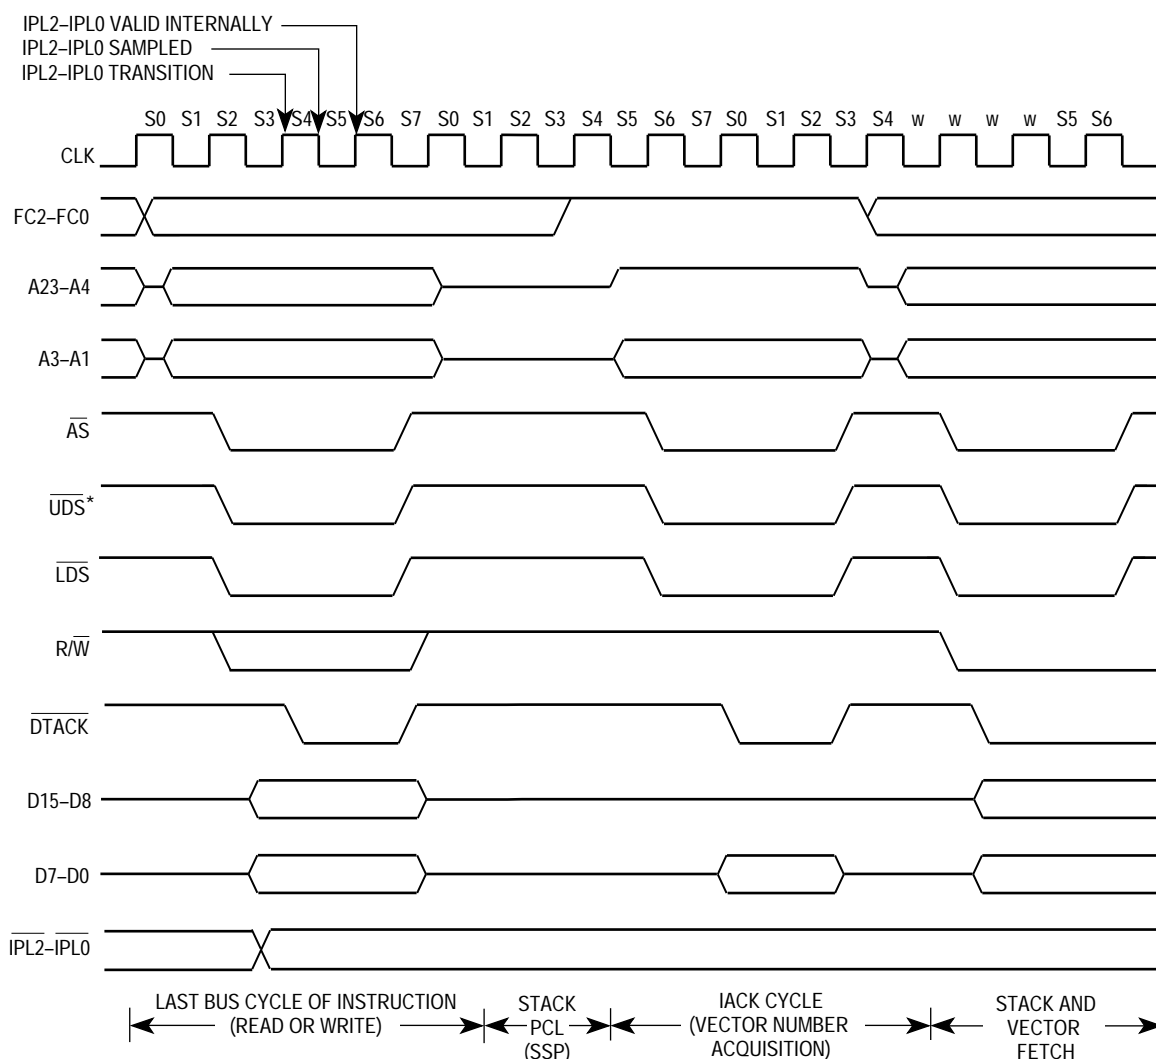 IPL2–IPL0 VALID INTERNALLY
IPL2–IPL0 SAMPLED
IPL2–IPL0 TRANSITION
S0 S1 S2 S3 S4 S5 S6 S7 S0 S1 S2 S3 S4 S5 S6 S7 S0 S1 S2 S3 S4 w w w w S5 S6
CLK
FC2–FC0
A23–A4
A3–A1
AS
UDS*
LDS
R/W
DTACK
D15–D8
D7–D0
IPL2–IPL0
LAST BUS CYCLE OF INSTRUCTION
(READ OR WRITE)
STACK
PCL
(SSP)
IACK CYCLE
(VECTOR NUMBER
ACQUISITION)
STACK AND
VECTOR
FETCH